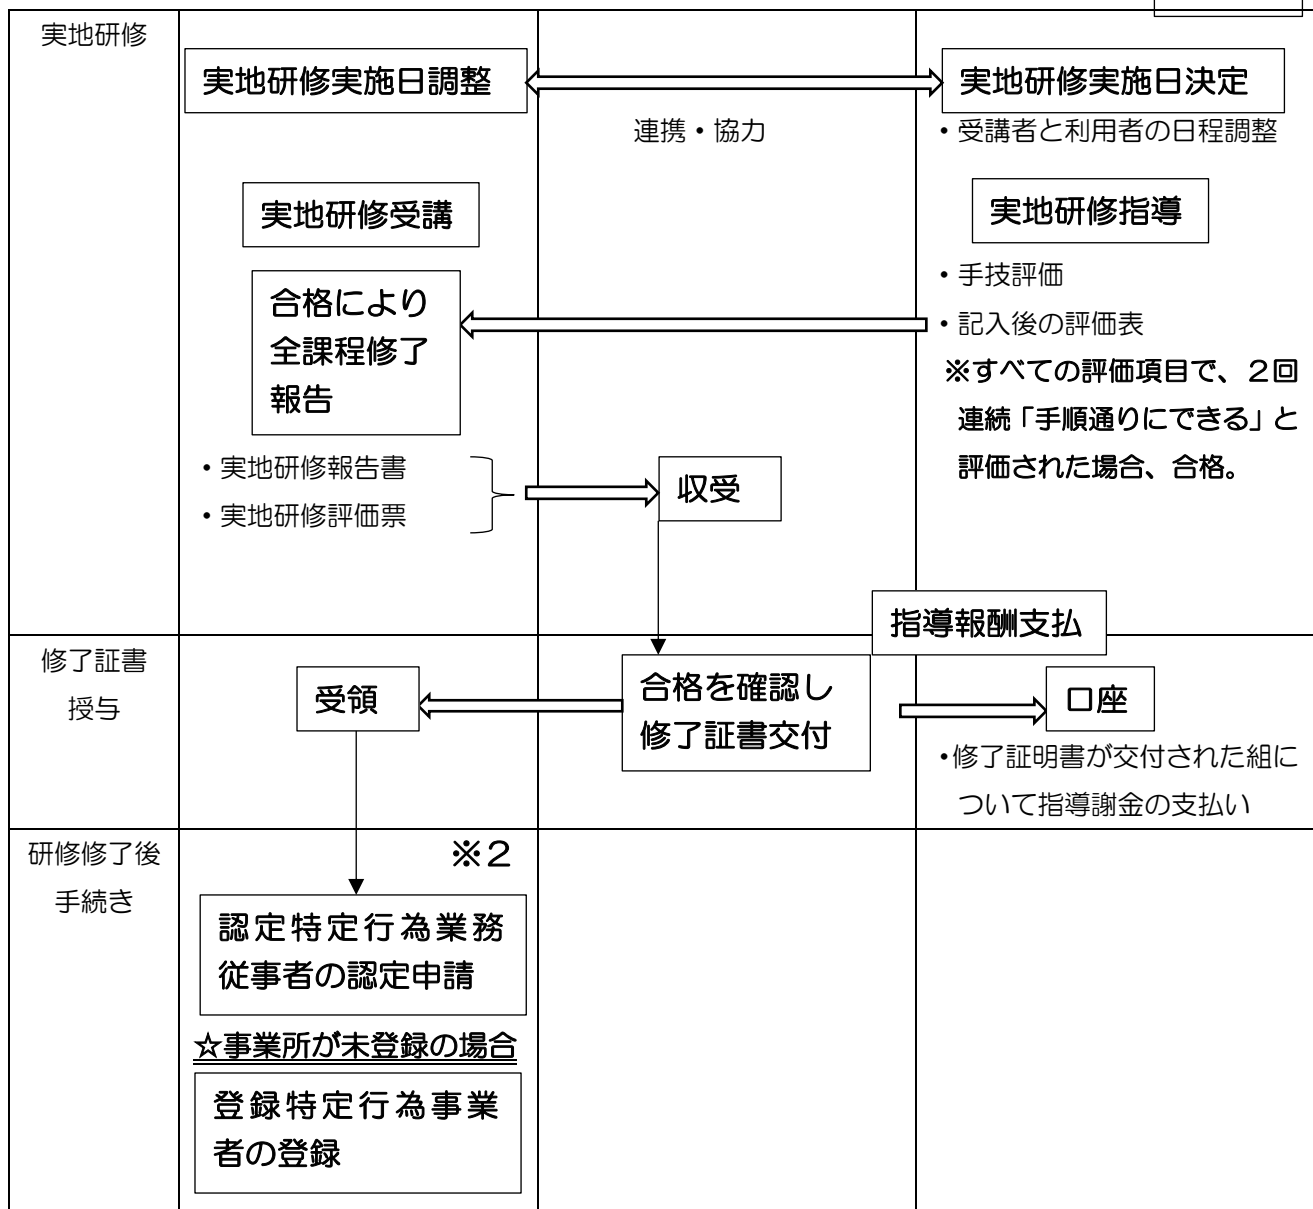 実地研修
実地研修実施日調整
連携・協力
実地研修実施日決定
・受講者と利用者の日程調整
実地研修受講
実地研修指導
・手技評価
・記入後の評価表
※すべての評価項目で、２回
連続「手順通りにできる」と
評価された場合、合格。
合格により
全課程修了
報告
・実地研修報告書
・実地研修評価票
収受
指導報酬支払
修了証書
授与
受領
合格を確認し
修了証書交付
口座
・修了証明書が交付された組に
ついて指導謝金の支払い
研修修了後
手続き
※２
認定特定行為業務
従事者の認定申請
☆事業所が未登録の場合
登録特定行為事業
者の登録